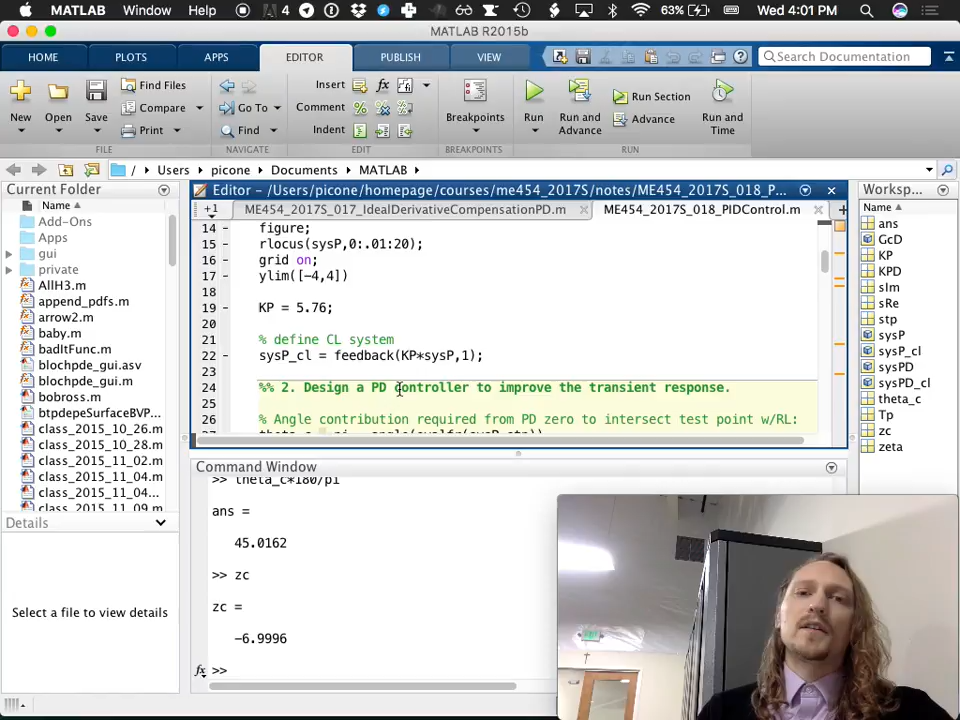 MATLAB Window Help 4 63% Wed 4:01 PM
MATLAB R2015b
HOME PLOTS APPS EDITOR PUBLISH VIEW Search Documentation
New Open Save Find Files Compare Print
Go To Find
Insert fx
Comment
Indent
Breakpoints
Run Run and Advance Run Section Advance Run and Time
FILE NAVIGATE EDIT BREAKPOINTS RUN
/ Users picone Documents MATLAB
Current Folder
Name
Add-Ons
Apps
gui
private
AllH3.m
append_pdfs.m
arrow2.m
baby.m
badItFunc.m
blochpde_gui.asv
blochpde_gui.m
bobross.m
btpdepeSurfaceBVP...
class_2015_10_26.m
class_2015_10_28.m
class_2015_11_02.m
class_2015_11_04.m
class_2015_11_04...
class_2015_11_09.m
Details
Select a file to view details
Editor - /Users/picone/homepage/courses/me454_2017S/notes/ME454_2017S_018_P...
+1 ME454_2017S_017_IdealDerivativeCompensationPD.m ME454_2017S_018_PIDControl.m
14 - figure;
15 - rlocus(sysP,0:.01:20);
16 - grid on;
17 - ylim([-4,4])
18
19 - KP = 5.76;
20
21 % define CL system
22 - sysP_cl = feedback(KP*sysP,1);
23
24 %% 2. Design a PD controller to improve the transient response.
25
26 % Angle contribution required from PD zero to intersect test point w/RL:
Command Window
>> theta_c*180/pi
ans =
45.0162
>> zc
zc =
-6.9996
fx >>
Worksp...
Name
ans
GcD
KP
KPD
sIm
sRe
stp
sysP
sysP_cl
sysPD
sysPD_cl
theta_c
Tp
zc
zeta